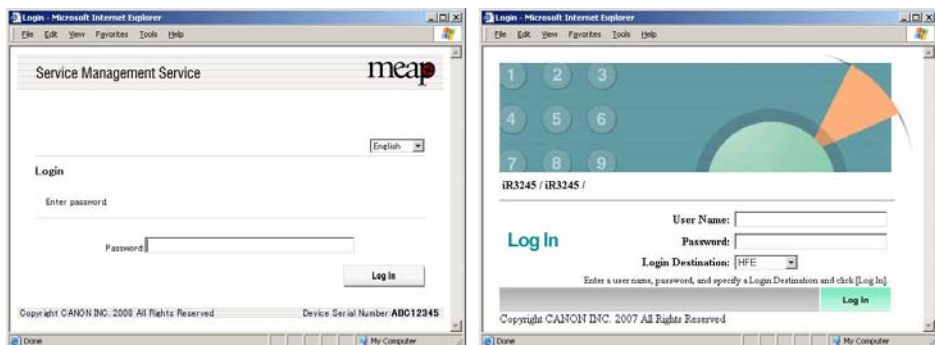 Login - Microsoft Internet Explorer
File Edit View Favorites Tools Help
Service Management Service
meap
English
Login
Enter password.
Password:
Log In
Copyright CANON INC. 2008 All Rights Reserved
Device Serial Number:ABC12345
Done
My Computer
Login - Microsoft Internet Explorer
File Edit View Favorites Tools Help
1 2 3
4 5 6
7 8 9
iR3245 / iR3245 /
Log In
User Name:
Password:
Login Destination: HFE
Enter a user name, password, and specify a Login Destination and click [Log In].
Log In
Copyright CANON INC. 2007 All Rights Reserved
Done
My Computer